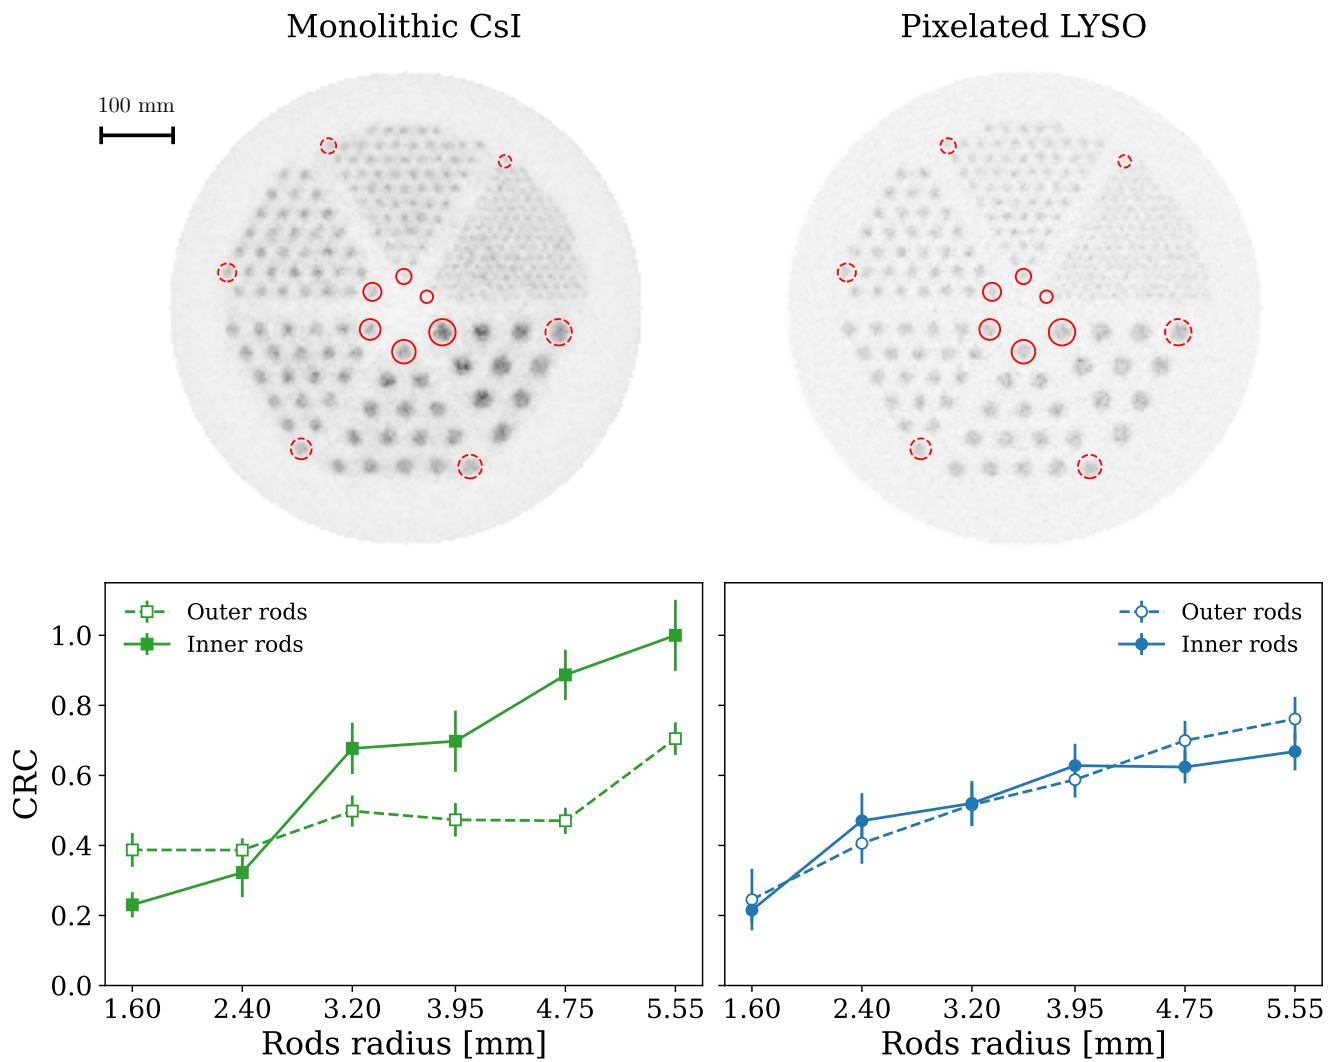 Monolithic CsI
Pixelated LYSO
100 mm
Outer rods
Inner rods
Outer rods
Inner rods
CRC
1.0
0.8
0.6
0.4
0.2
0.0
1.60 2.40 3.20 3.95 4.75 5.55
1.60 2.40 3.20 3.95 4.75 5.55
Rods radius [mm]
Rods radius [mm]